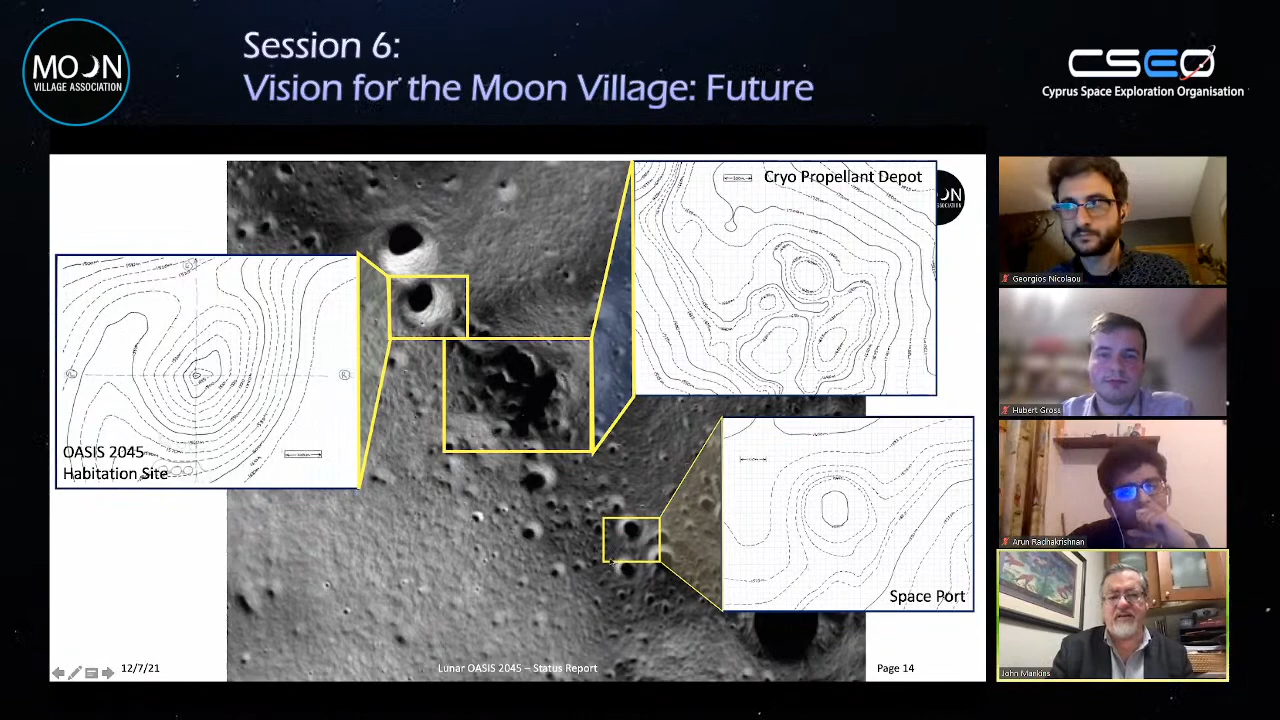 MOON
VILLAGE ASSOCIATION
Session 6:
Vision for the Moon Village: Future
CSEO
Cyprus Space Exploration Organisation
Cryo Propellant Depot
OASIS 2045
Habitation Site
Space Port
12/7/21
Lunar OASIS 2045 – Status Report
Page 14
Georgios Nicolaou
Hubert Gross
Arun Radhakrishnan
John Mankins